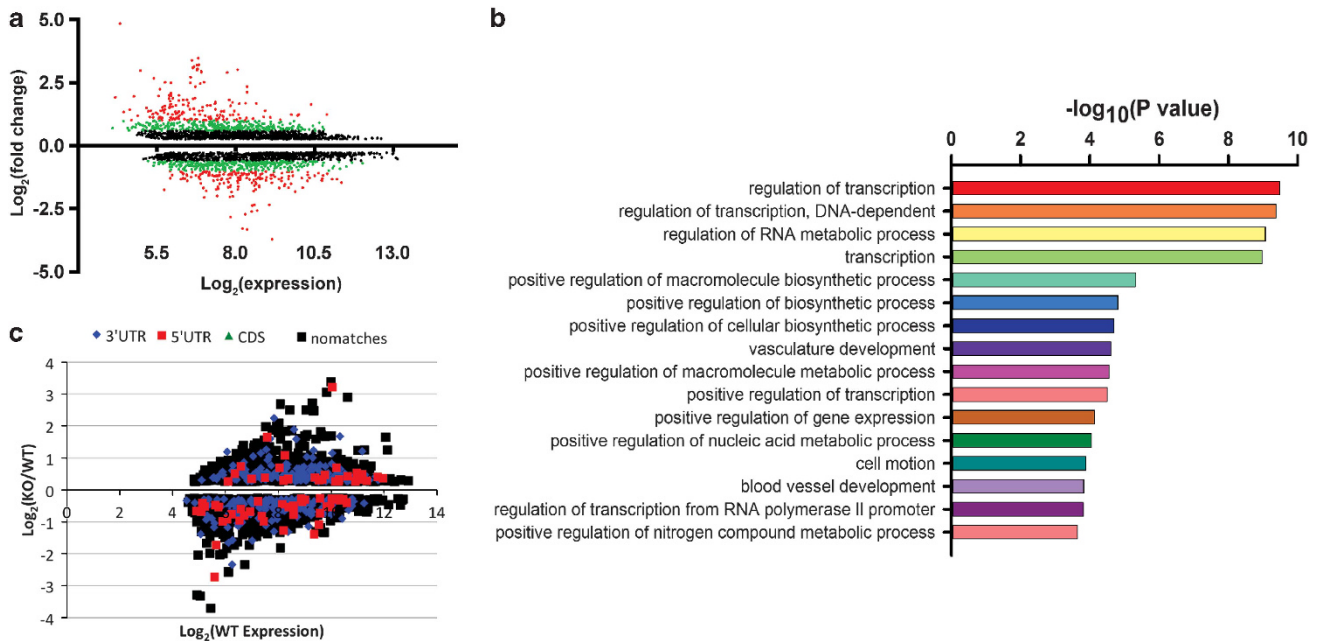 a
5.0
2.5
0.0
-2.5
-5.0
Log2(fold change)
5.5 8.0 10.5 13.0
Log2(expression)
b
-log10(P value)
0 2 4 6 8 10
regulation of transcription
regulation of transcription, DNA-dependent
regulation of RNA metabolic process
transcription
positive regulation of macromolecule biosynthetic process
positive regulation of biosynthetic process
positive regulation of cellular biosynthetic process
vasculature development
positive regulation of macromolecule metabolic process
positive regulation of transcription
positive regulation of gene expression
positive regulation of nucleic acid metabolic process
cell motion
blood vessel development
regulation of transcription from RNA polymerase II promoter
positive regulation of nitrogen compound metabolic process
c
3'UTR 5'UTR CDS nomatches
4
3
2
1
0
-1
-2
-3
-4
Log2(KO/WT)
0 2 4 6 8 10 12 14
Log2(WT Expression)